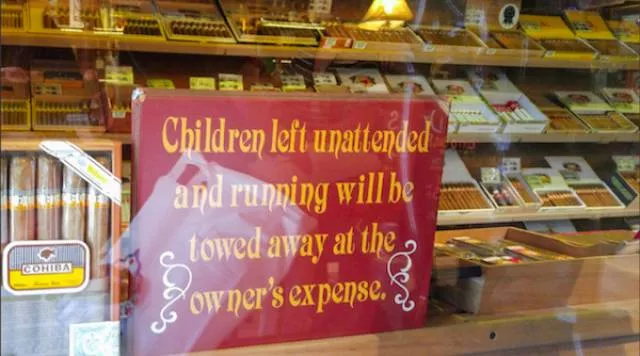 Children left unattended
and running will be
towed away at the
owner's expense.
COHIBA